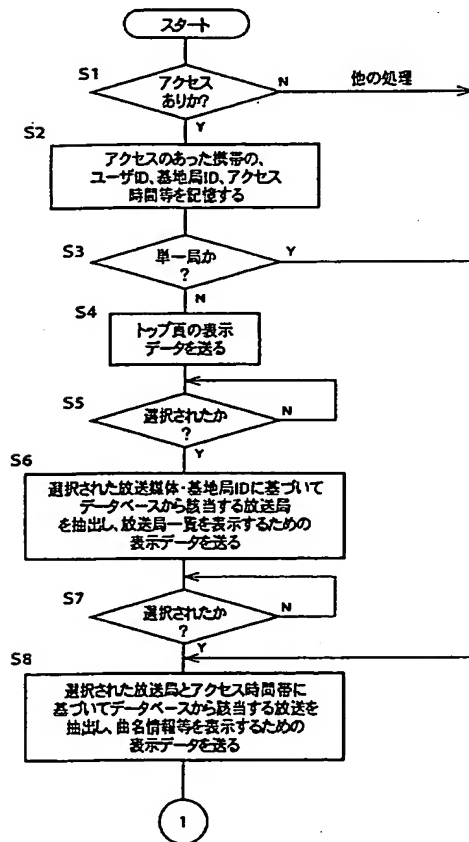 スタート
S1
アクセス
ありか?
N
他の処理
Y
S2
アクセスのあった携帯の、
ユーザID、基地局ID、アクセス
時間等を記憶する
S3
単一局か
?
Y
N
S4
トップ頁の表示
データを送る
S5
選択されたか
?
N
Y
S6
選択された放送媒体・基地局IDに基づいて
データベースから該当する放送局
を抽出し、放送局一覧を表示するための
表示データを送る
S7
選択されたか
?
N
Y
S8
選択された放送局とアクセス時間帯に
基づいてデータベースから該当する放送を
抽出し、曲名情報等を表示するための
表示データを送る
1